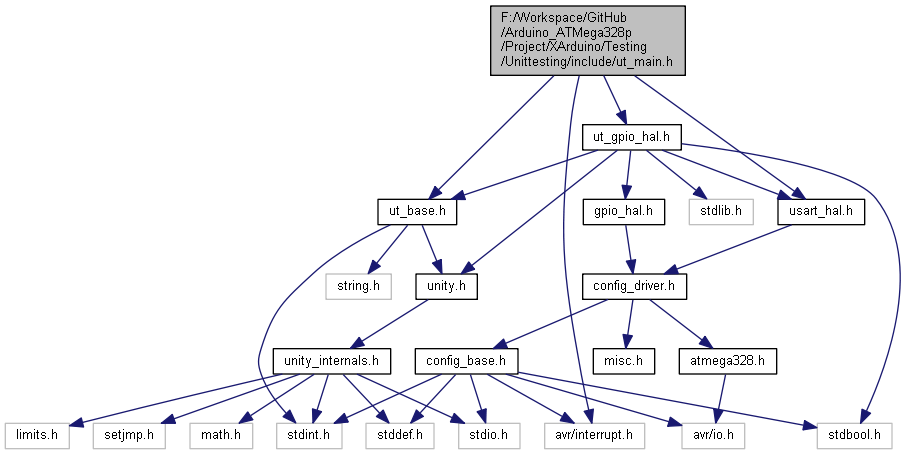 F:/Workspace/GitHub
/Arduino_ATMega328p
/Project/XArduino/Testing
/Unittesting/include/ut_main.h
ut_gpio_hal.h
ut_base.h
gpio_hal.h
stdlib.h
usart_hal.h
string.h
unity.h
config_driver.h
unity_internals.h
config_base.h
misc.h
atmega328.h
limits.h
setjmp.h
math.h
stdint.h
stddef.h
stdio.h
avr/interrupt.h
avr/io.h
stdbool.h